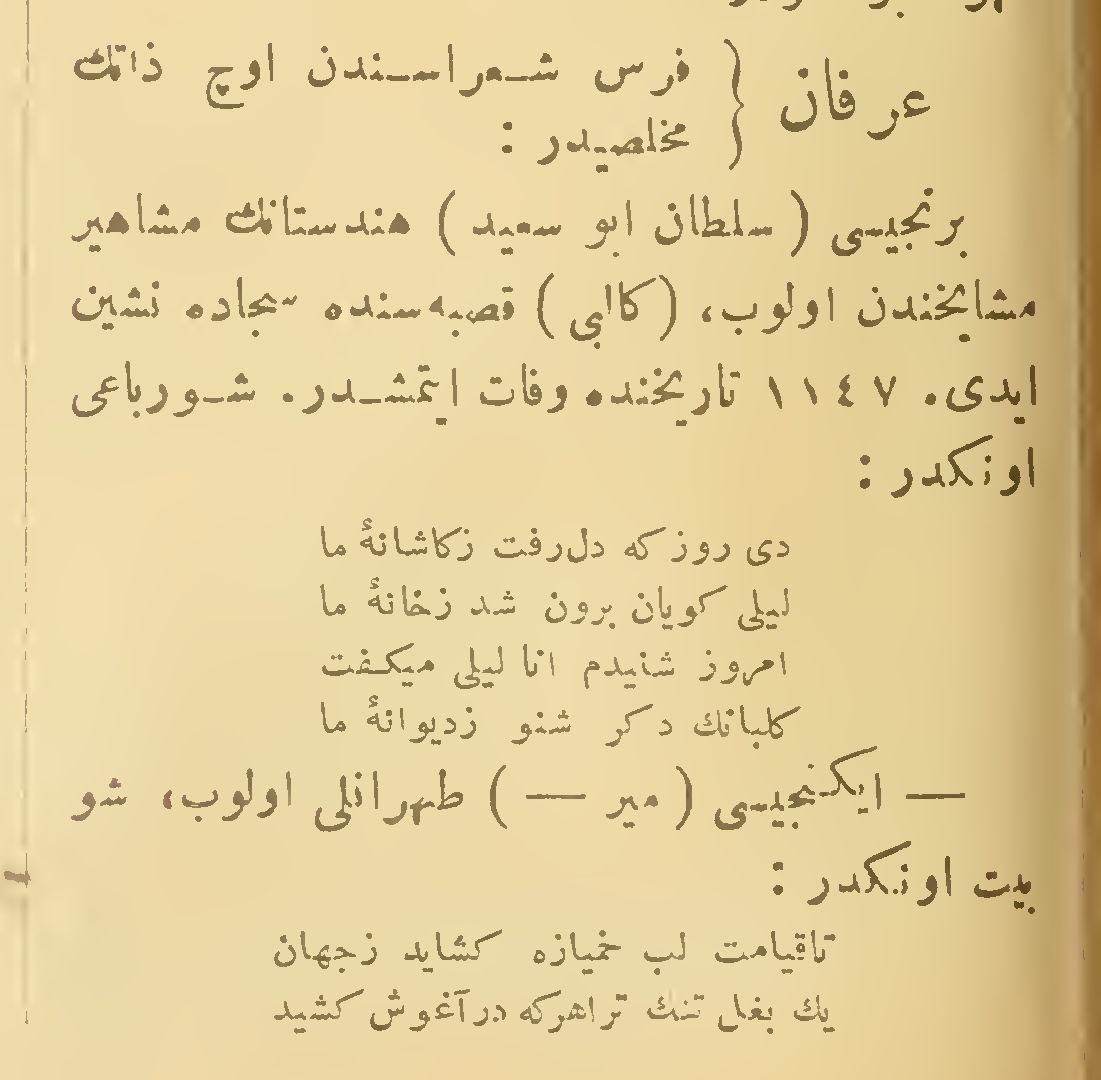 عرفان { فرس شعراسندن اوچ ذاتك
مخلصیدر :
برنجیسی ( سلطان ابو سعید ) هندستانك مشاهیر
مشایخندن اولوب، (كالپی) قصبه‌سنده سجاده نشین
ایدی. ١١٤٧ تاریخنده وفات ایتمشدر. شو رباعی
اونكدر :
دی روز كه دل رفت زكاشانهٔ ما
لیلی كویان برون شد زخانهٔ ما
امروز شنیدم انا لیلی میكفت
كلبانك دكر شنو زدیوانهٔ ما
— ایكنجیسی ( میر — ) طهرانلی اولوب، شو
بیت اونكدر :
تاقیامت لب خمیازه كشاید زجهان
یك بغل تنك تراهركه درآغوش كشید